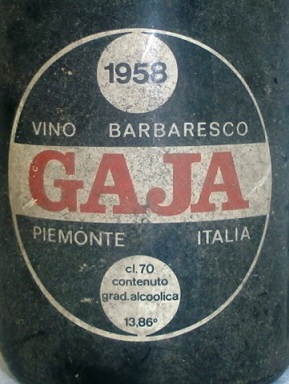 1958
VINO BARBARESCO
GAJA
PIEMONTE ITALIA
cl.70
contenuto
grad.alcoolica
13,86°